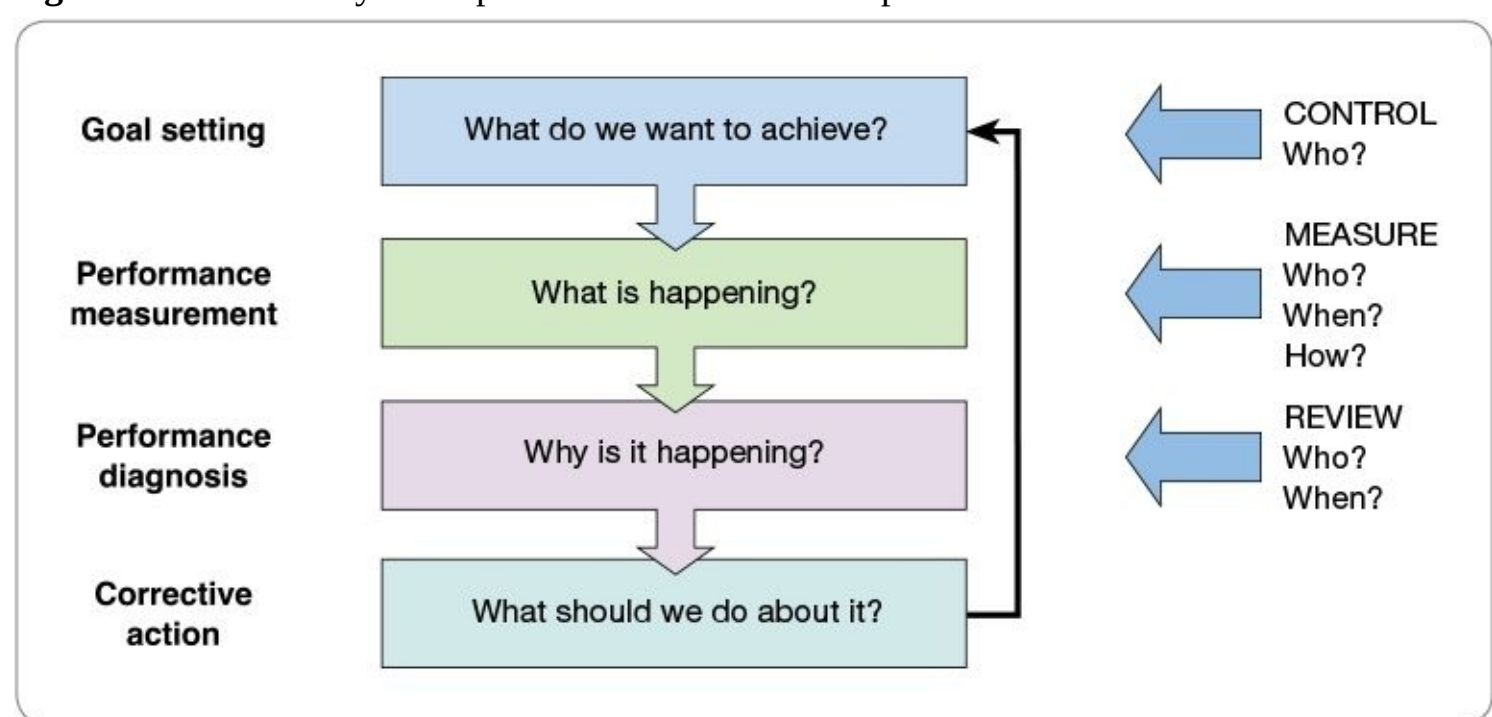 Goal setting
What do we want to achieve?
CONTROL
Who?
Performance
measurement
What is happening?
MEASURE
Who?
When?
How?
Performance
diagnosis
Why is it happening?
REVIEW
Who?
When?
Corrective
action
What should we do about it?